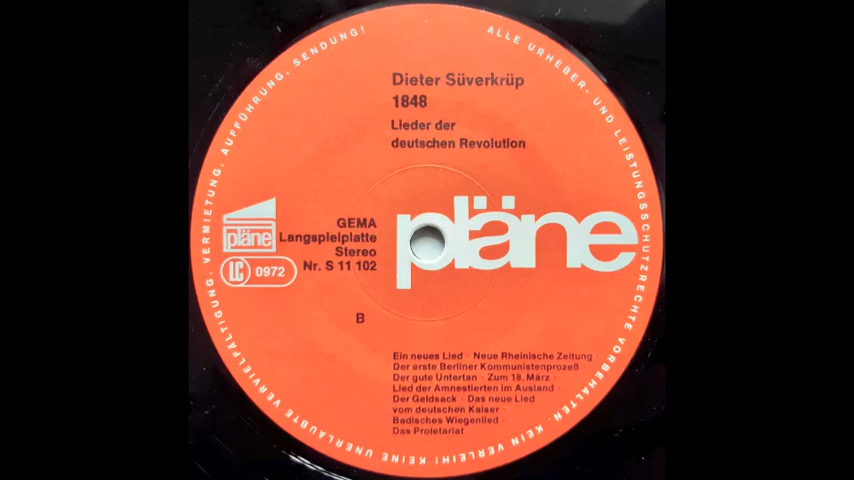 ALLE URHEBER- UND LEISTUNGSSCHUTZRECHTE VORBEHALTEN. KEIN VERLEIH! KEINE UNERLAUBTE VERVIELFÄLTIGUNG, VERMIETUNG, AUFFÜHRUNG, SENDUNG!
Dieter Süverkrüp
1848
Lieder der
deutschen Revolution
pläne
GEMA
Langspielplatte
Stereo
Nr. S 11 102
LC 0972
pläne
B
Ein neues Lied · Neue Rheinische Zeitung ·
Der erste Berliner Kommunistenprozeß ·
Der gute Untertan · Zum 18. März ·
Lied der Amnestierten im Ausland ·
Der Geldsack · Das neue Lied
vom deutschen Kaiser ·
Badisches Wiegenlied ·
Das Proletariat